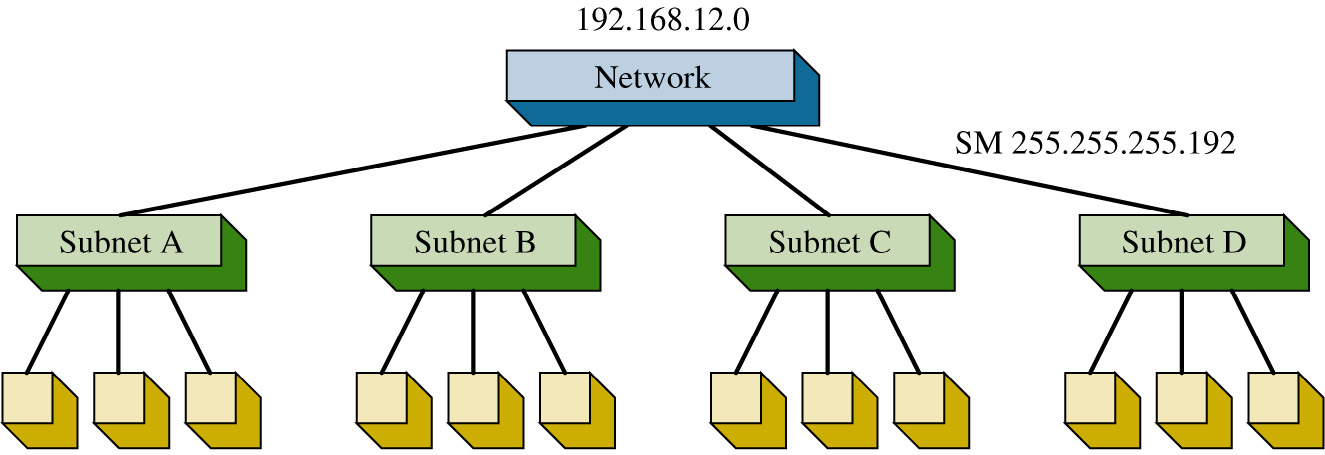 192.168.12.0
Network
SM 255.255.255.192
Subnet A
Subnet B
Subnet C
Subnet D